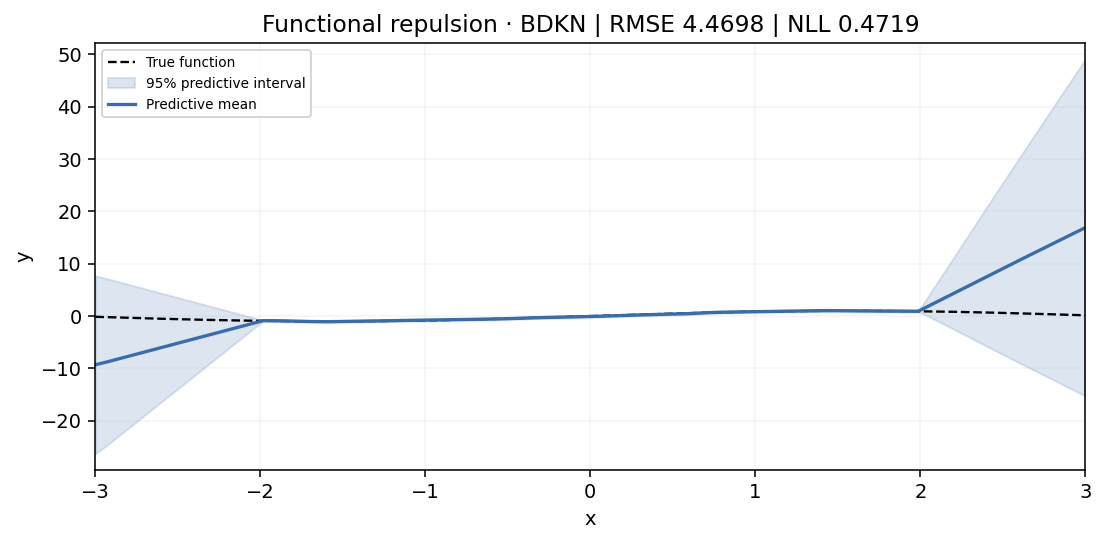 Functional repulsion · BDKN | RMSE 4.4698 | NLL 0.4719
True function
95% predictive interval
Predictive mean
50
40
30
20
10
0
−10
−20
y
−3
−2
−1
0
1
2
3
x